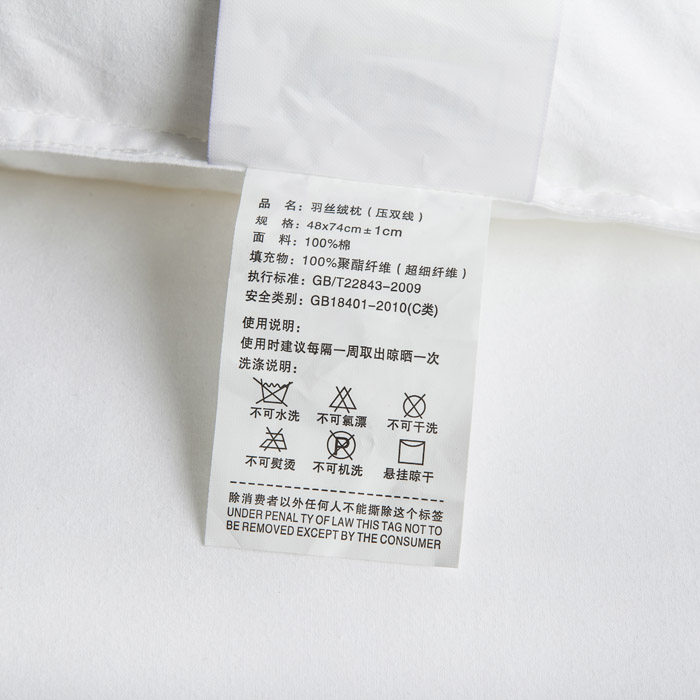 品 名：羽丝绒枕（压双线）
规 格：48x74cm±1cm
面 料：100%棉
填充物：100%聚酯纤维（超细纤维）
执行标准：GB/T22843-2009
安全类别：GB18401-2010(C类)
使用说明：
使用时建议每隔一周取出晾晒一次
洗涤说明：
不可水洗 不可氯漂 不可干洗
P
不可熨烫 不可机洗 悬挂晾干
除消费者以外任何人不能撕除这个标签
UNDER PENAL TY OF LAW THIS TAG NOT TO
BE REMOVED EXCEPT BY THE CONSUMER